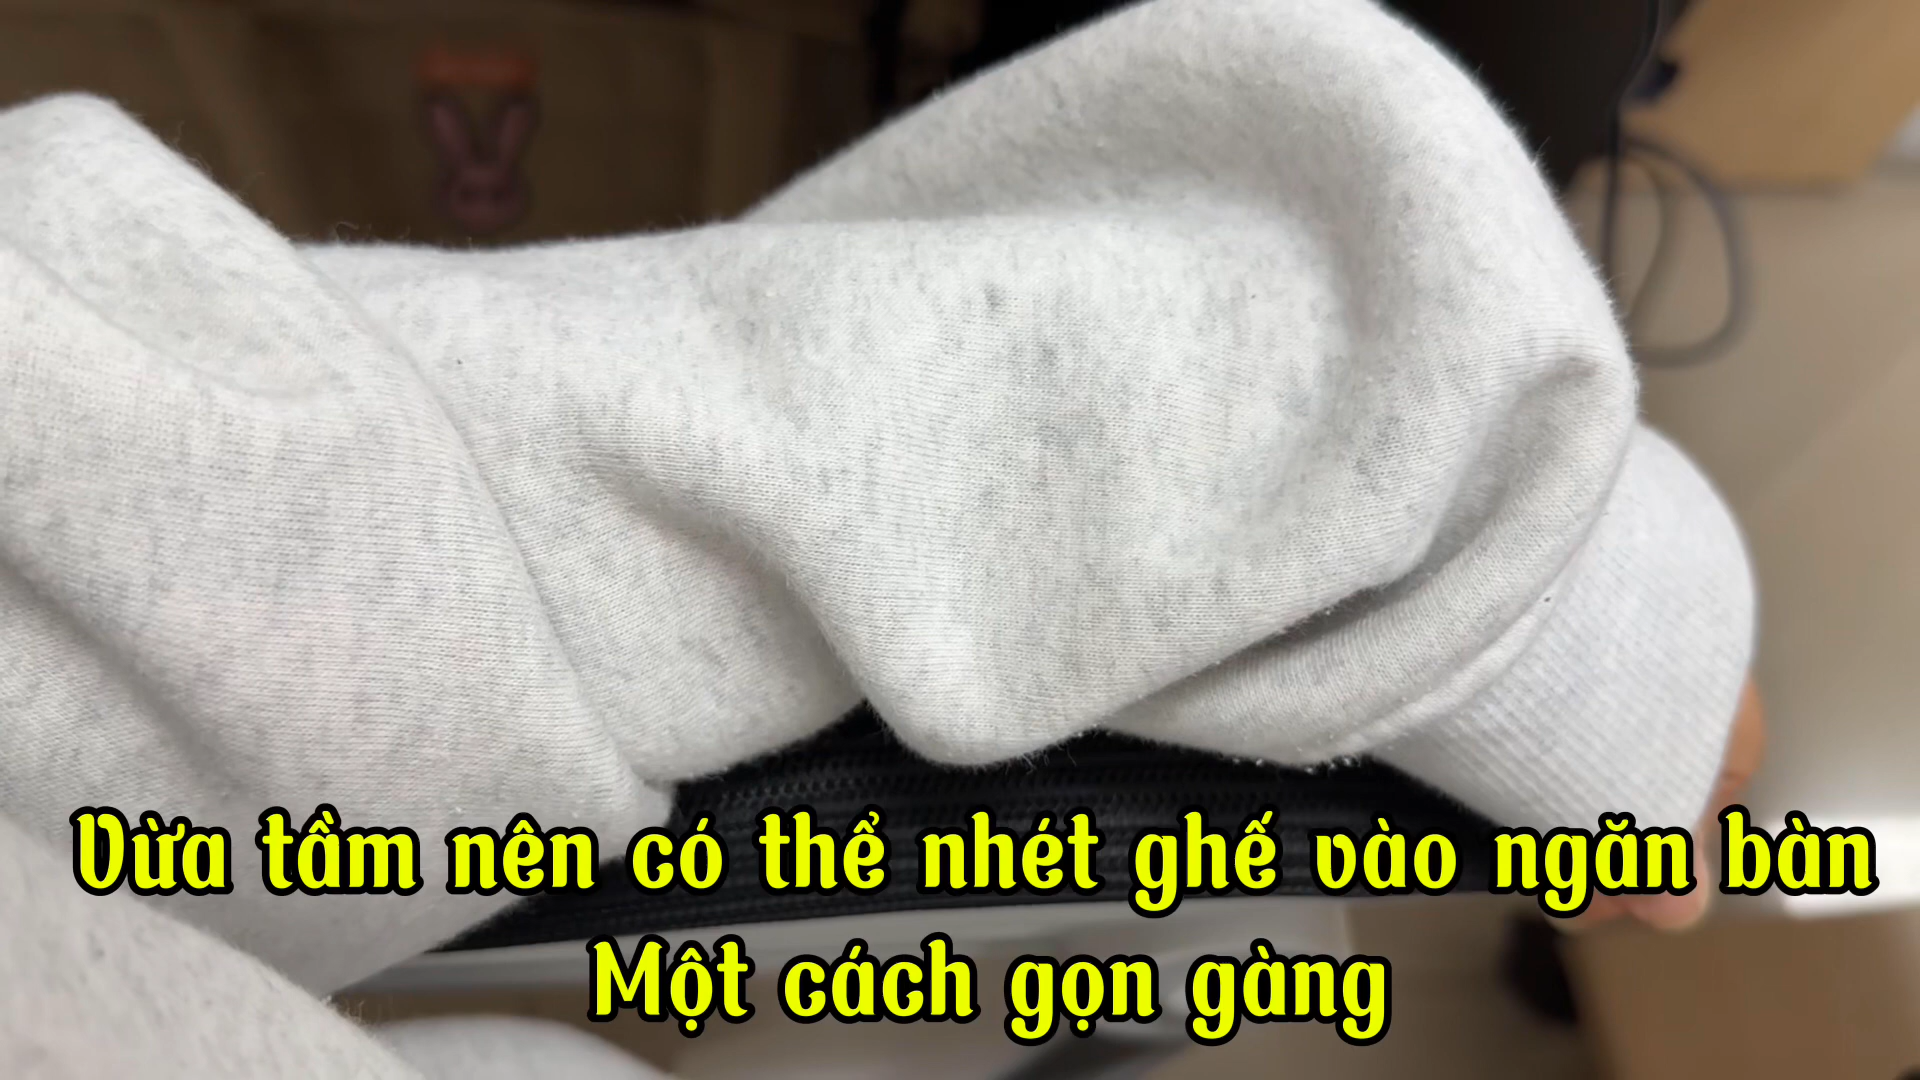 Vừa tầm nên có thể nhét ghế vào ngăn bàn
Một cách gọn gàng